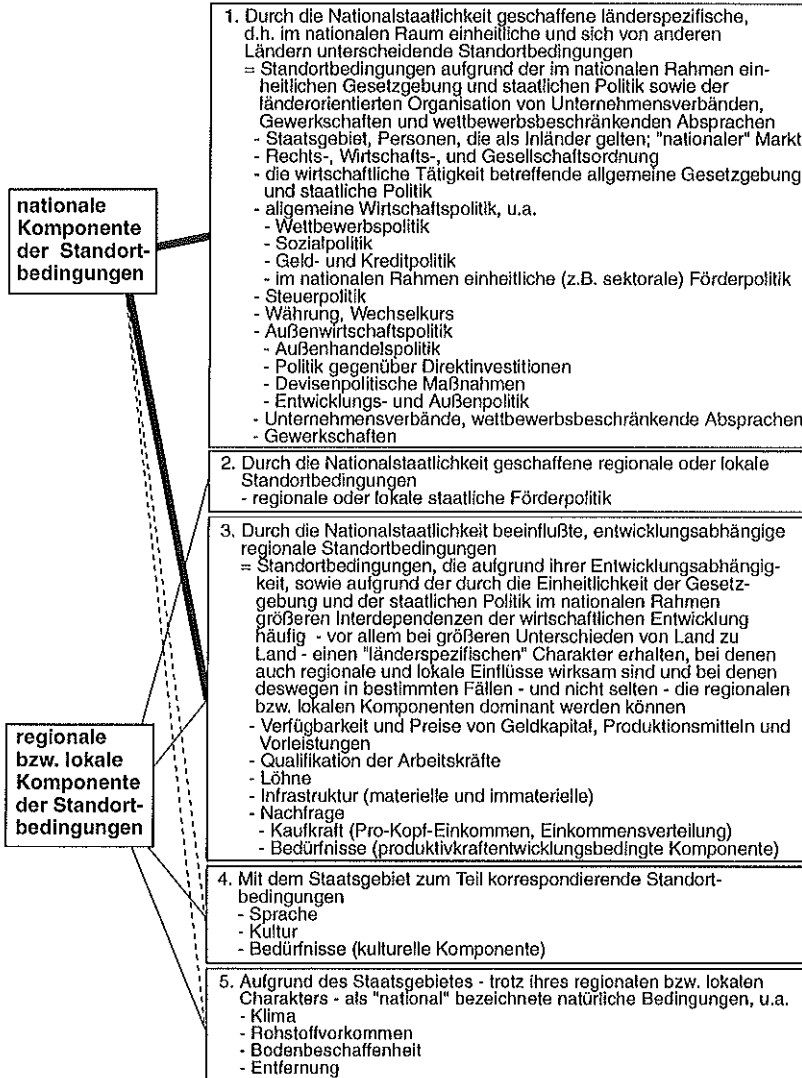 nationale
Komponente
der Standort-
bedingungen
regionale
bzw. lokale
Komponente
der Standort-
bedingungen
1. Durch die Nationalstaatlichkeit geschaffene länderspezifische,
d.h. im nationalen Raum einheitliche und sich von anderen
Ländern unterscheidende Standortbedingungen
= Standortbedingungen aufgrund der im nationalen Rahmen ein-
heitlichen Gesetzgebung und staatlichen Politik sowie der
länderorientierten Organisation von Unternehmensverbänden,
Gewerkschaften und wettbewerbsbeschränkenden Absprachen
- Staatsgebiet, Personen, die als Inländer gelten; "nationaler" Markt
- Rechts-, Wirtschafts-, und Gesellschaftsordnung
- die wirtschaftliche Tätigkeit betreffende allgemeine Gesetzgebung
und staatliche Politik
- allgemeine Wirtschaftspolitik, u.a.
- Wettbewerbspolitik
- Sozialpolitik
- Geld- und Kreditpolitik
- im nationalen Rahmen einheitliche (z.B. sektorale) Förderpolitik
- Steuerpolitik
- Währung, Wechselkurs
- Außenwirtschaftspolitik
- Außenhandelspolitik
- Politik gegenüber Direktinvestitionen
- Devisenpolitische Maßnahmen
- Entwicklungs- und Außenpolitik
- Unternehmensverbände, wettbewerbsbeschränkende Absprachen
- Gewerkschaften
2. Durch die Nationalstaatlichkeit geschaffene regionale oder lokale
Standortbedingungen
- regionale oder lokale staatliche Förderpolitik
3. Durch die Nationalstaatlichkeit beeinflußte, entwicklungsabhängige
regionale Standortbedingungen
= Standortbedingungen, die aufgrund ihrer Entwicklungsabhängig-
keit, sowie aufgrund der durch die Einheitlichkeit der Gesetz-
gebung und der staatlichen Politik im nationalen Rahmen
größeren Interdependenzen der wirtschaftlichen Entwicklung
häufig - vor allem bei größeren Unterschieden von Land zu
Land - einen "länderspezifischen" Charakter erhalten, bei denen
auch regionale und lokale Einflüsse wirksam sind und bei denen
deswegen in bestimmten Fällen - und nicht selten - die regionalen
bzw. lokalen Komponenten dominant werden können
- Verfügbarkeit und Preise von Geldkapital, Produktionsmitteln und
Vorleistungen
- Qualifikation der Arbeitskräfte
- Löhne
- Infrastruktur (materielle und immaterielle)
- Nachfrage
- Kaufkraft (Pro-Kopf-Einkommen, Einkommensverteilung)
- Bedürfnisse (produktivkraftentwicklungsbedingte Komponente)
4. Mit dem Staatsgebiet zum Teil korrespondierende Standort-
bedingungen
- Sprache
- Kultur
- Bedürfnisse (kulturelle Komponente)
5. Aufgrund des Staatsgebietes - trotz ihres regionalen bzw. lokalen
Charakters - als "national" bezeichnete natürliche Bedingungen, u.a.
- Klima
- Rohstoffvorkommen
- Bodenbeschaffenheit
- Entfernung